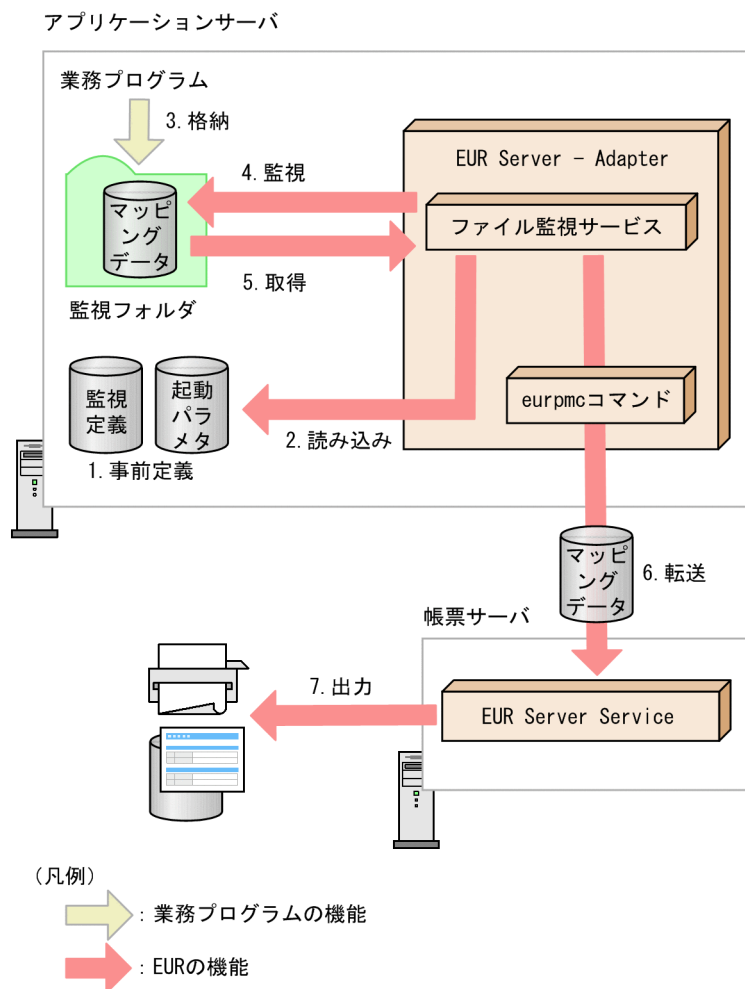 アプリケーションサーバ
業務プログラム
3.格納
EUR Server − Adapter
4.監視
マッピ
ング
データ
ファイル監視サービス
5.取得
監視フォルダ
監視
定義
起動
パラ
メタ
eurpmcコマンド
2.読み込み
1.事前定義
マッピ
ング
データ
6.転送
帳票サーバ
7.出力
EUR Server Service
(凡例)
:業務プログラムの機能
:EURの機能